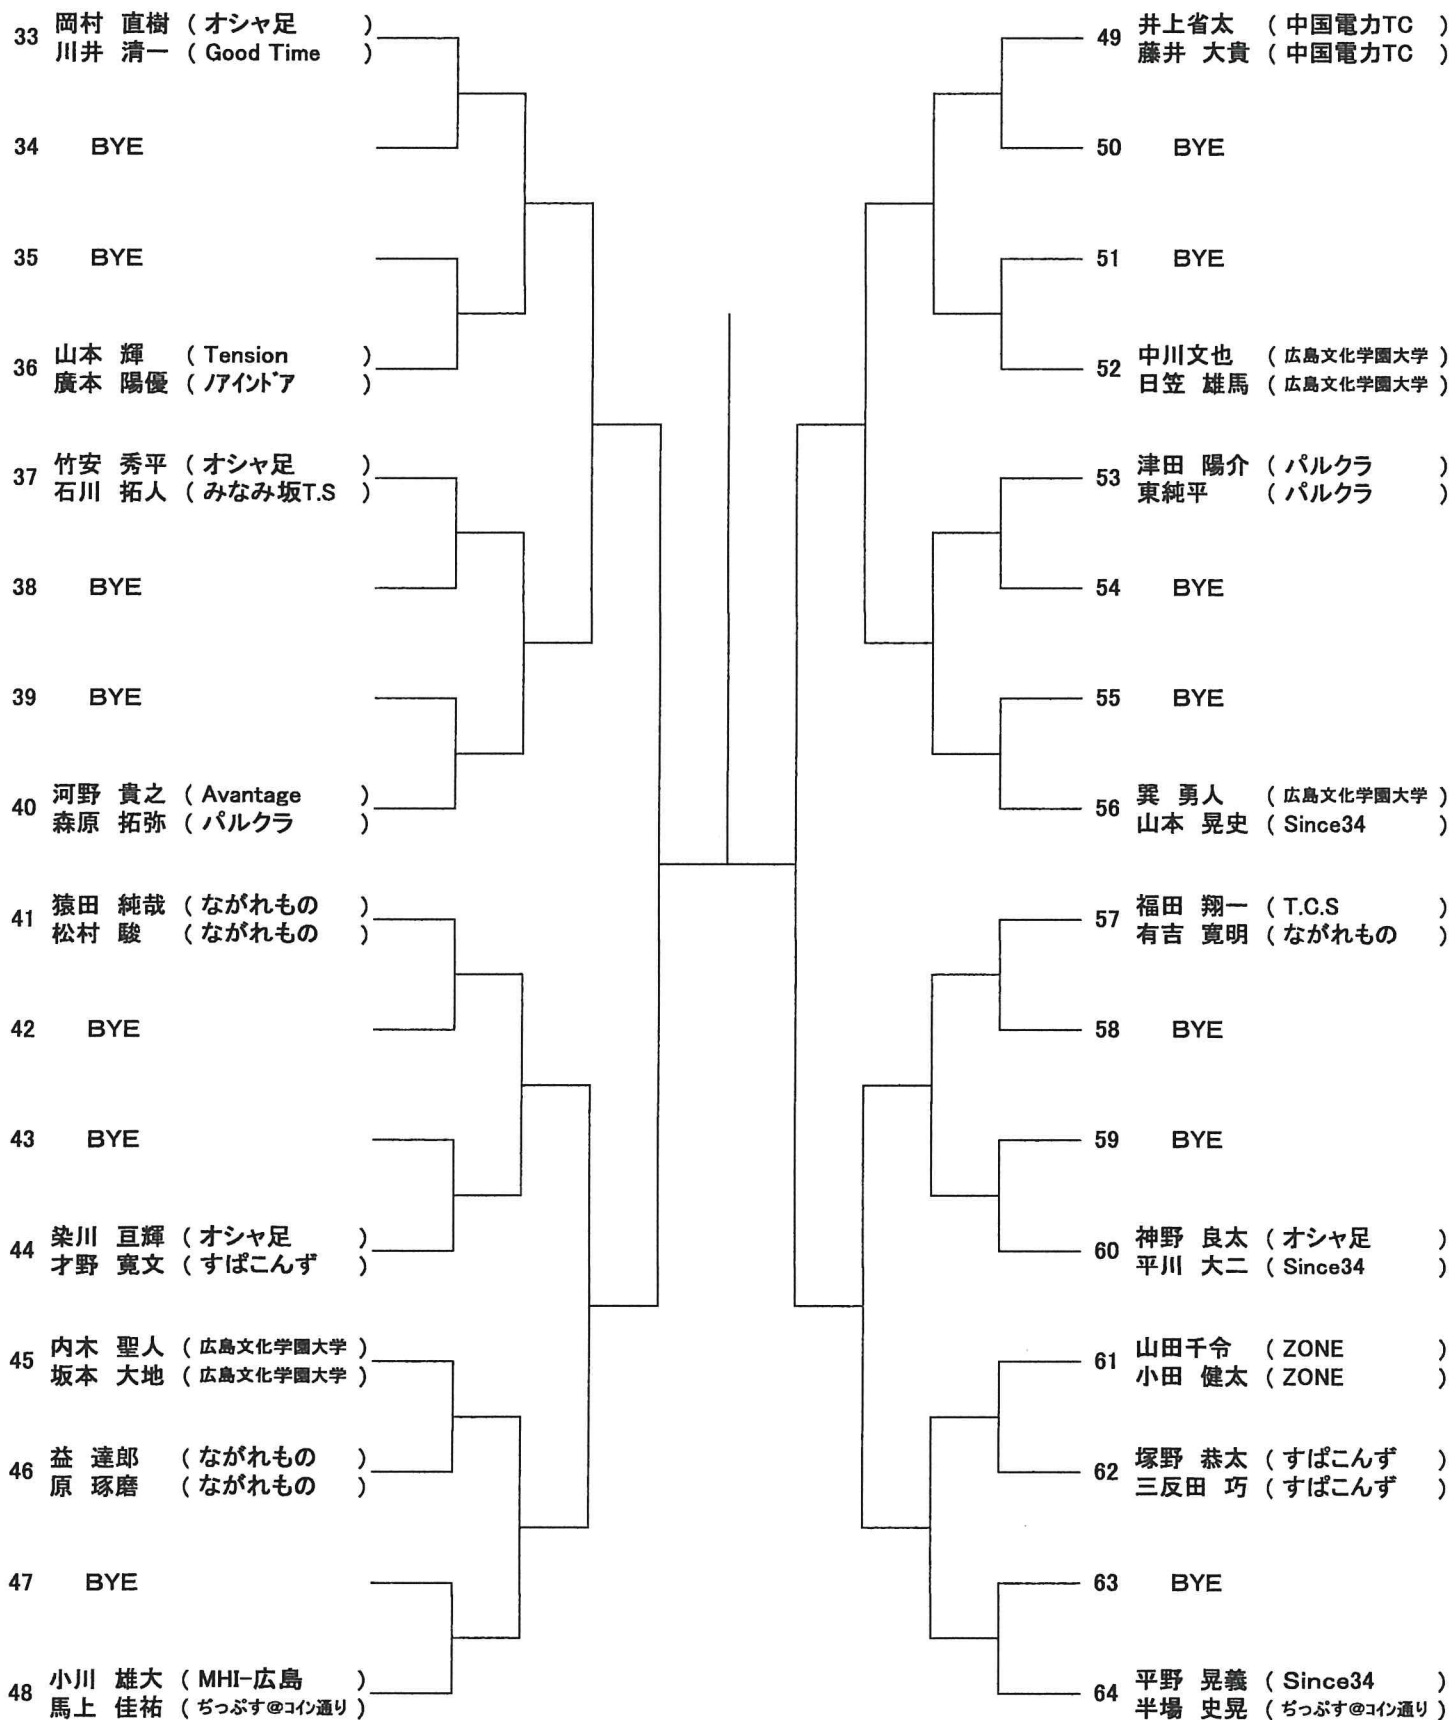 33 岡村 直樹 ( オシャ足 )
川井 清一 ( Good Time )
34 BYE
35 BYE
36 山本 輝 ( Tension )
廣本 陽優 ( ノアインドア )
37 竹安 秀平 ( オシャ足 )
石川 拓人 ( みなみ坂T.S )
38 BYE
39 BYE
40 河野 貴之 ( Avantage )
森原 拓弥 ( パルクラ )
41 猿田 純哉 ( ながれもの )
松村 駿 ( ながれもの )
42 BYE
43 BYE
44 染川 亘輝 ( オシャ足 )
才野 寛文 ( すぱこんず )
45 内木 聖人 ( 広島文化学園大学 )
坂本 大地 ( 広島文化学園大学 )
46 益 達郎 ( ながれもの )
原 琢磨 ( ながれもの )
47 BYE
48 小川 雄大 ( MHI-広島 )
馬上 佳祐 ( ぢっぷす@コイン通り )
49 井上省太 ( 中国電力TC )
藤井 大貴 ( 中国電力TC )
50 BYE
51 BYE
52 中川文也 ( 広島文化学園大学 )
日笠 雄馬 ( 広島文化学園大学 )
53 津田 陽介 ( パルクラ )
東純平 ( パルクラ )
54 BYE
55 BYE
56 巽 勇人 ( 広島文化学園大学 )
山本 晃史 ( Since34 )
57 福田 翔一 ( T.C.S )
有吉 寛明 ( ながれもの )
58 BYE
59 BYE
60 神野 良太 ( オシャ足 )
平川 大二 ( Since34 )
61 山田千令 ( ZONE )
小田 健太 ( ZONE )
62 塚野 恭太 ( すぱこんず )
三反田 巧 ( すぱこんず )
63 BYE
64 平野 晃義 ( Since34 )
半場 史晃 ( ぢっぷす@コイン通り )